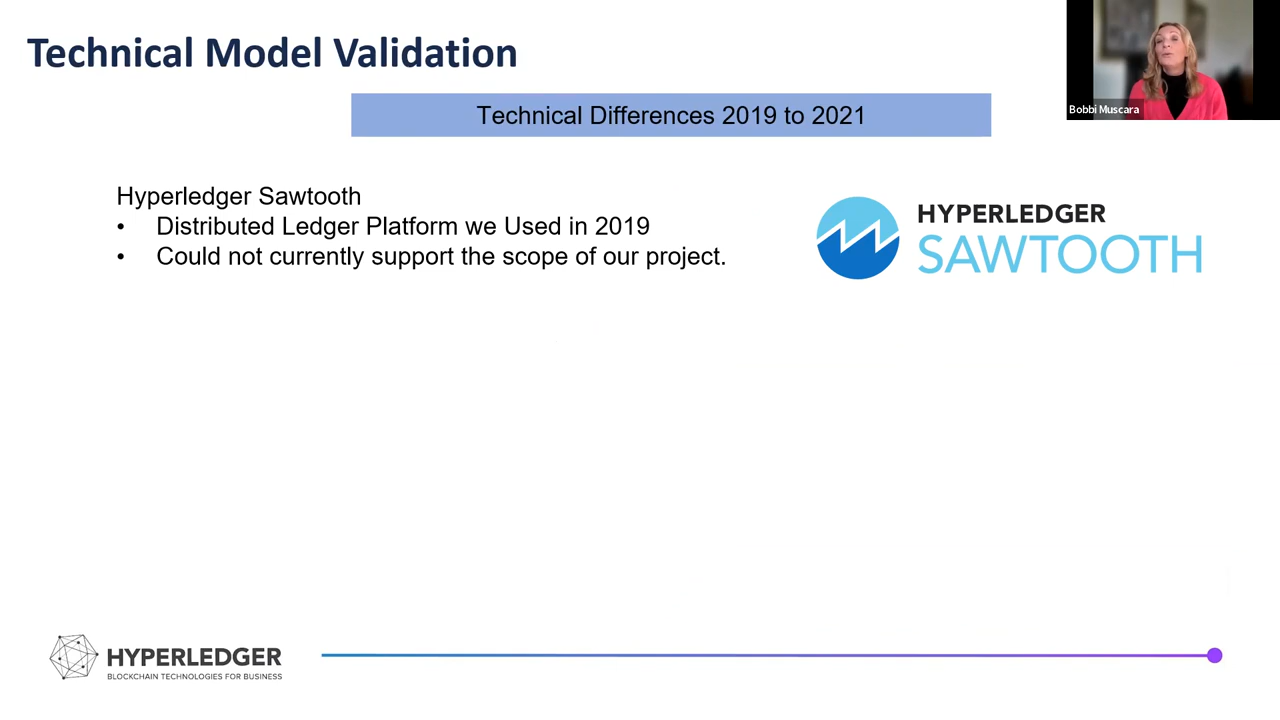 Technical Model Validation
Bobbi Muscara
Technical Differences 2019 to 2021
Hyperledger Sawtooth
• Distributed Ledger Platform we Used in 2019
• Could not currently support the scope of our project.
HYPERLEDGER
SAWTOOTH
HYPERLEDGER
BLOCKCHAIN TECHNOLOGIES FOR BUSINESS